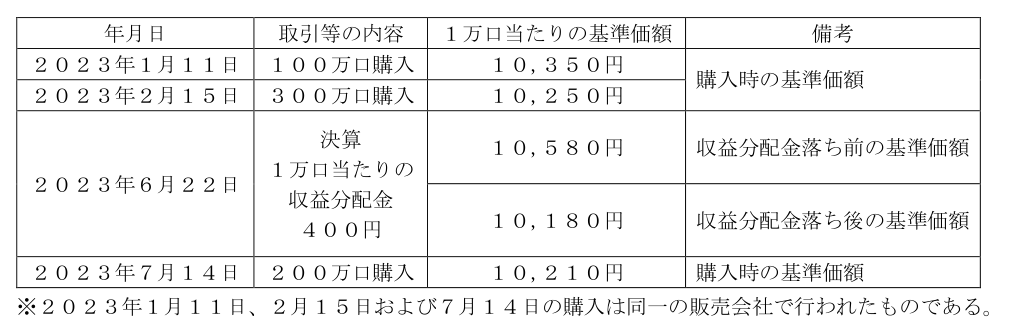 年月日 取引等の内容 １万口当たりの基準価額 備考
２０２３年１月１１日 １００万口購入 １０,３５０円 購入時の基準価額
２０２３年２月１５日 ３００万口購入 １０,２５０円
２０２３年６月２２日 決算
１万口当たりの
収益分配金
４００円
１０,５８０円 収益分配金落ち前の基準価額
１０,１８０円 収益分配金落ち後の基準価額
２０２３年７月１４日 ２００万口購入 １０,２１０円 購入時の基準価額
※２０２３年１月１１日、２月１５日および７月１４日の購入は同一の販売会社で行われたものである。